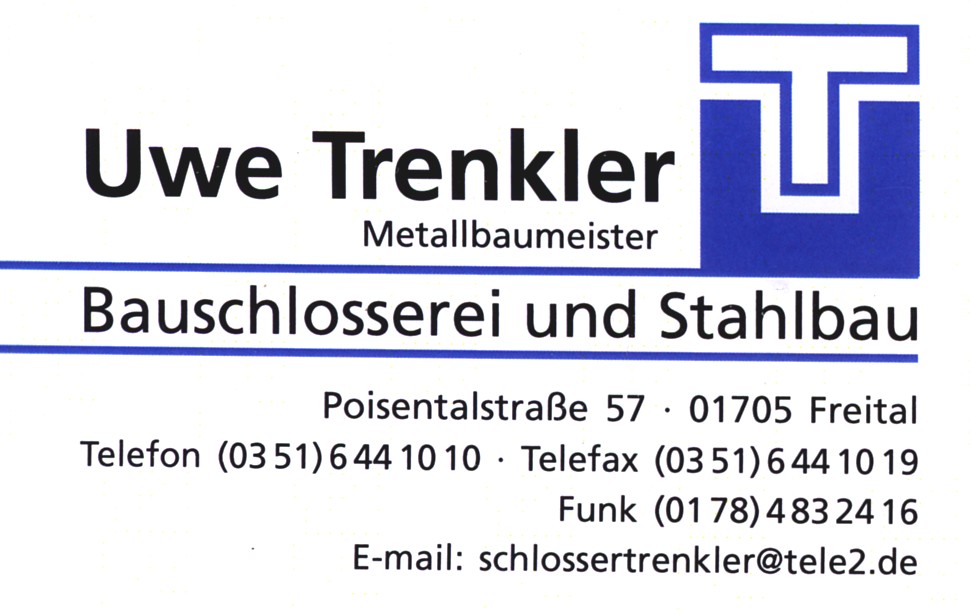 Uwe Trenkler
Metallbaumeister
Bauschlosserei und Stahlbau
Poisentalstraße 57 · 01705 Freital
Telefon (03 51) 6 44 10 10 · Telefax (03 51) 6 44 10 19
Funk (01 78) 4 83 24 16
E-mail: schlossertrenkler@tele2.de